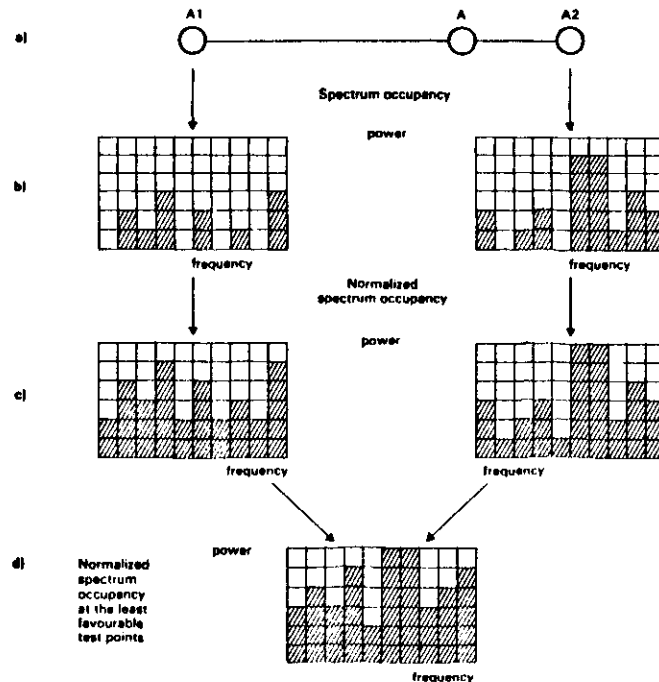 A1 A A2
a)
Spectrum occupancy
power
b)
frequency frequency
Normalized
spectrum occupancy
power
c)
frequency frequency
power
d) Normalized
spectrum
occupancy
at the least
favourable
test points
frequency